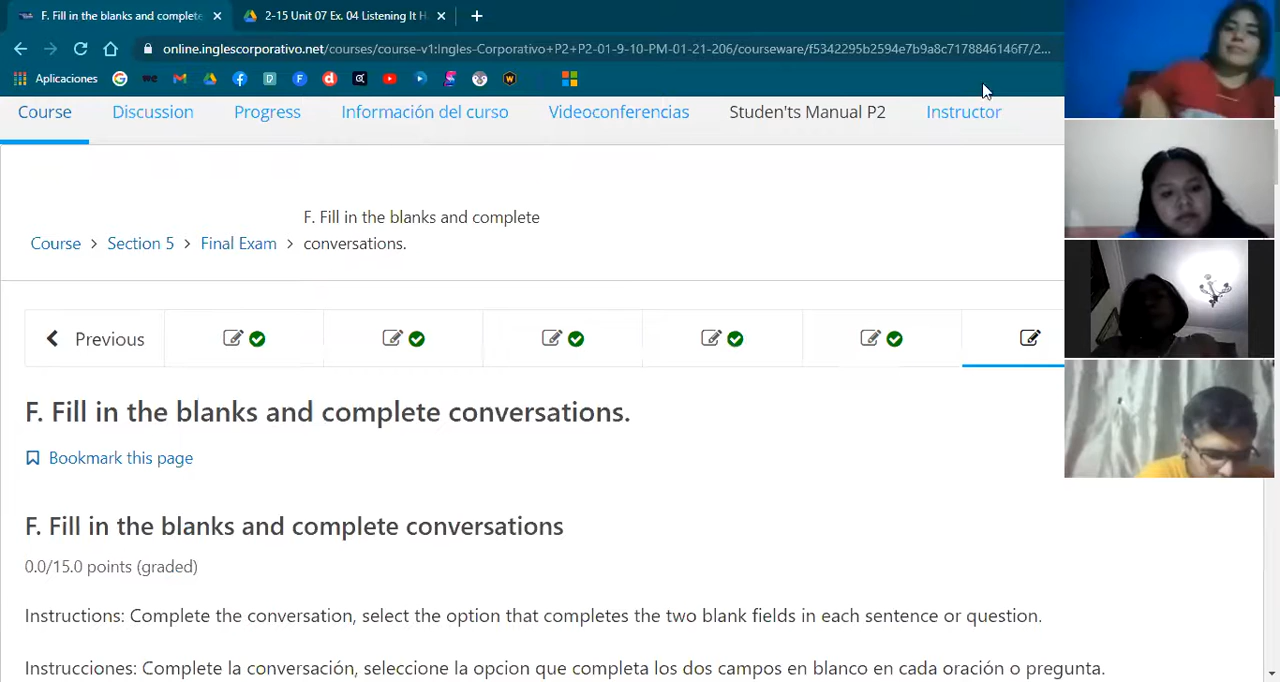 F. Fill in the blanks and complete
2-15 Unit 07 Ex. 04 Listening It H
online.inglescorporativo.net/courses/course-v1:Ingles-Corporativo+P2+P2-01-9-10-PM-01-21-206/courseware/f5342295b2594e7b9a8c7178846146f7/2...
Aplicaciones
Course Discussion Progress Información del curso Videoconferencias Studen'ts Manual P2 Instructor
Course > Section 5 > Final Exam > F. Fill in the blanks and complete
conversations.
Previous
F. Fill in the blanks and complete conversations.
Bookmark this page
F. Fill in the blanks and complete conversations
0.0/15.0 points (graded)
Instructions: Complete the conversation, select the option that completes the two blank fields in each sentence or question.
Instrucciones: Complete la conversación, seleccione la opcion que completa los dos campos en blanco en cada oración o pregunta.